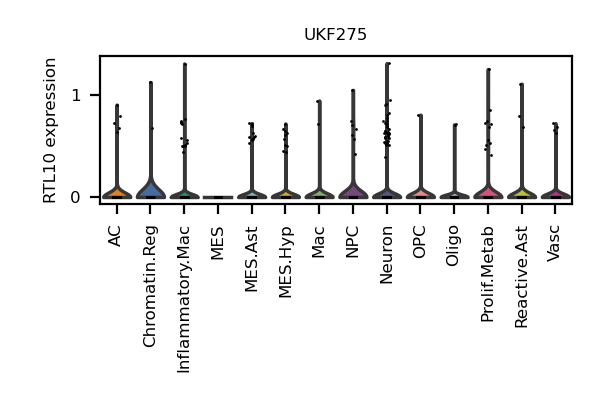 UKF275
RTL10 expression
1
0
AC
Chromatin.Reg
Inflammatory.Mac
MES
MES.Ast
MES.Hyp
Mac
NPC
Neuron
OPC
Oligo
Prolif.Metab
Reactive.Ast
Vasc